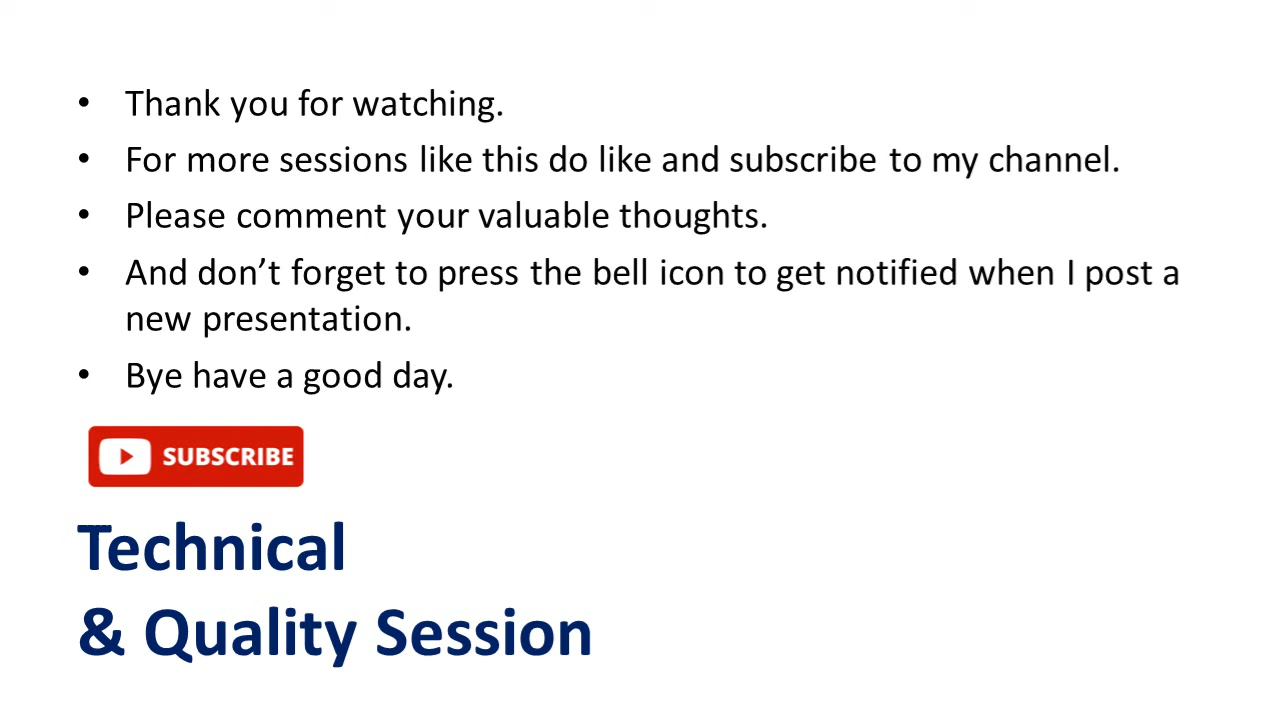 • Thank you for watching.
• For more sessions like this do like and subscribe to my channel.
• Please comment your valuable thoughts.
• And don’t forget to press the bell icon to get notified when I post a
new presentation.
• Bye have a good day.
SUBSCRIBE
Technical
& Quality Session